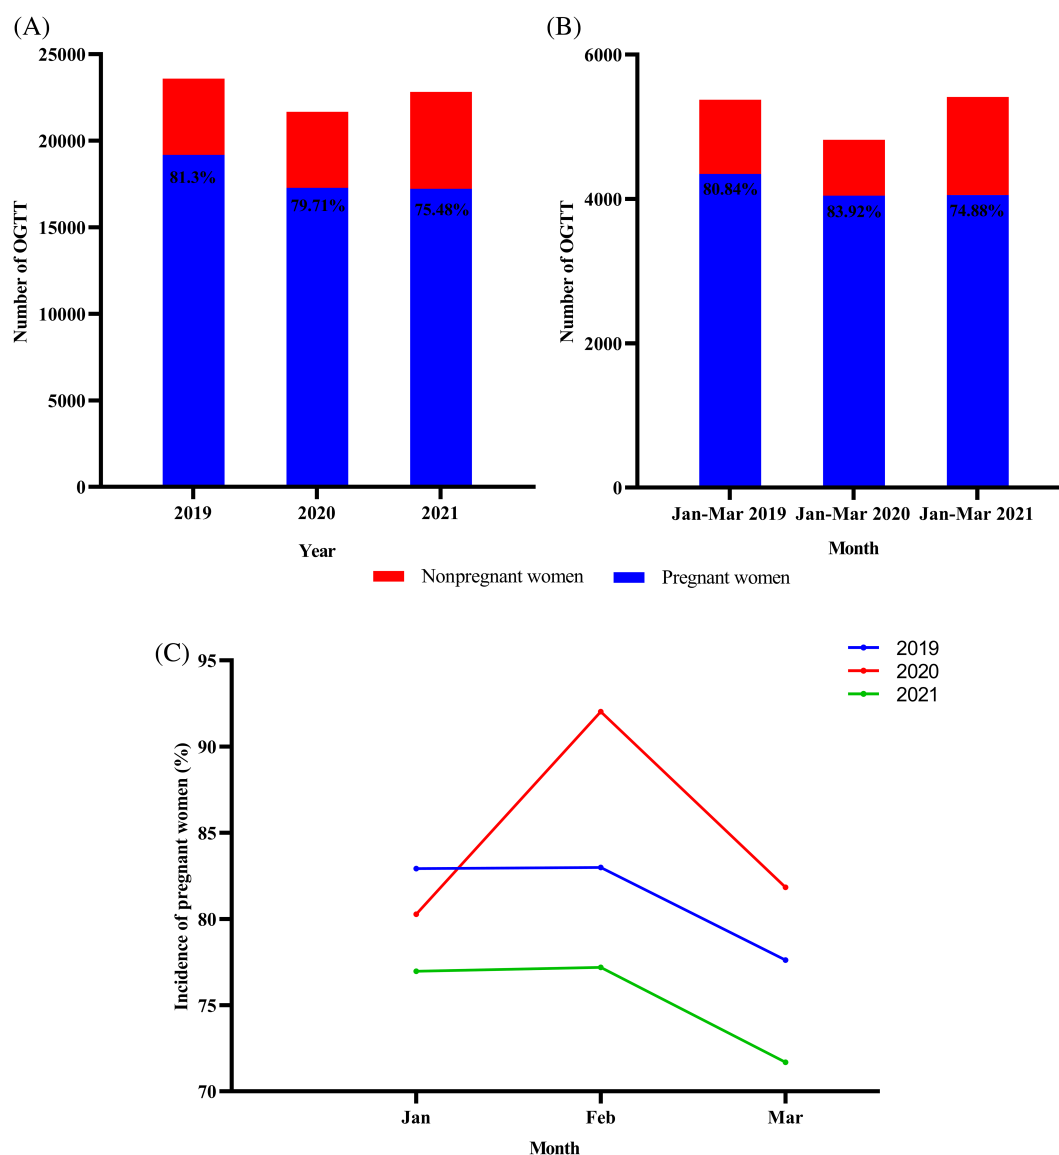 (A)
25000
20000
15000
10000
5000
0
Number of OGTT
81.3%
79.71%
75.48%
2019
2020
2021
Year
(B)
6000
4000
2000
0
Number of OGTT
80.84%
83.92%
74.88%
Jan-Mar 2019 Jan-Mar 2020 Jan-Mar 2021
Month
Nonpregnant women
Pregnant women
(C)
95
90
85
80
75
70
Incidence of pregnant women (%)
2019
2020
2021
Jan
Feb
Mar
Month